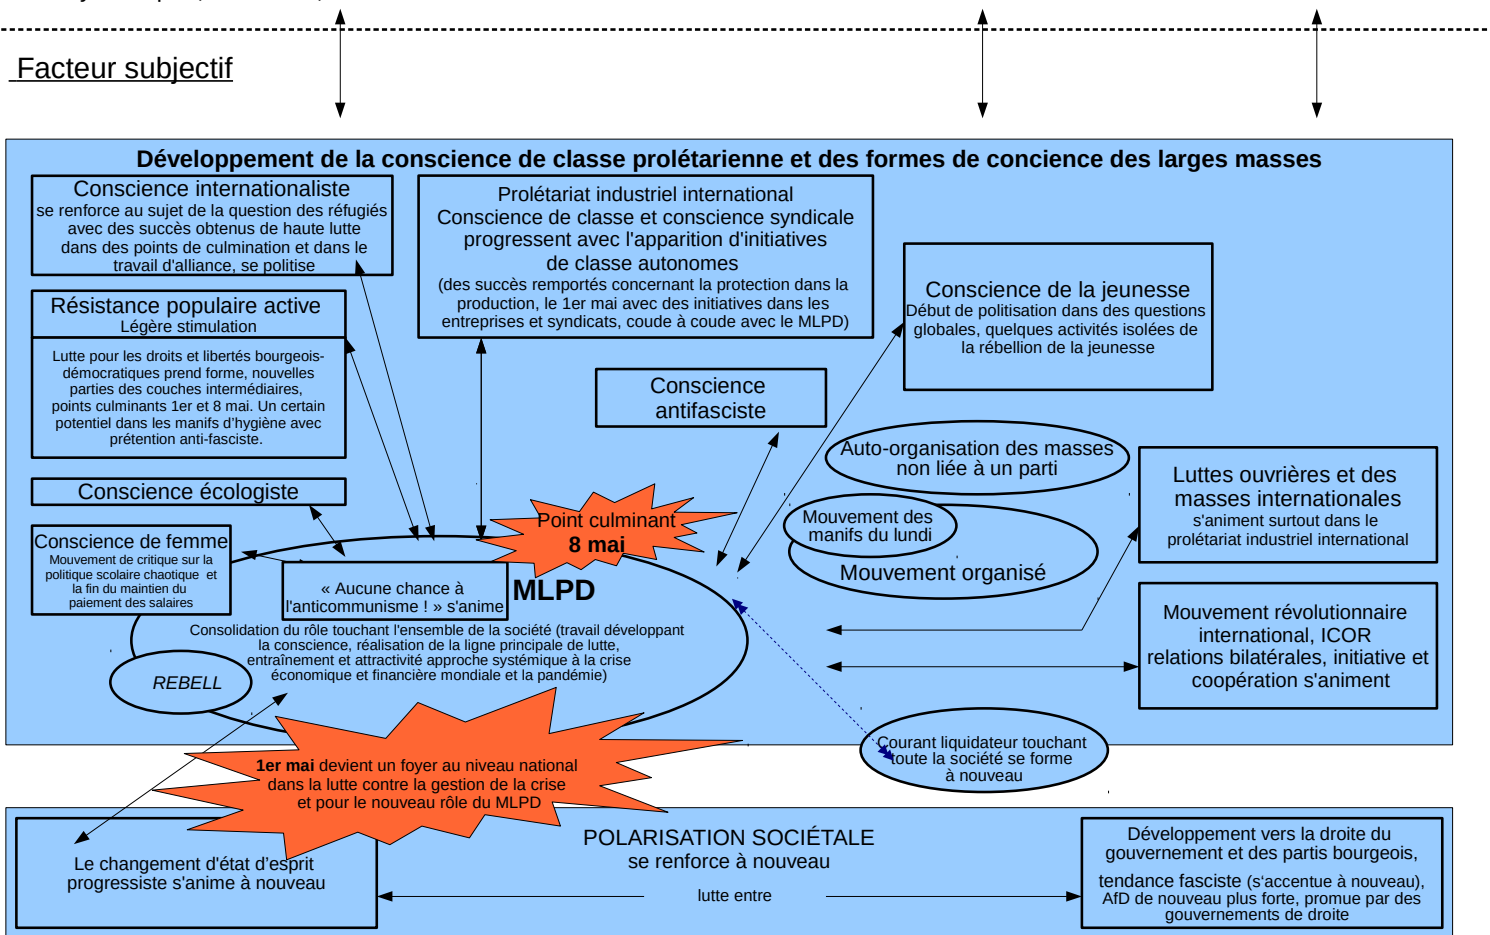 Facteur subjectif
Développement de la conscience de classe prolétarienne et des formes de concience des larges masses
Conscience internationaliste
se renforce au sujet de la question des réfugiés
avec des succès obtenus de haute lutte
dans des points de culmination et dans le
travail d'alliance, se politise
Prolétariat industriel international
Conscience de classe et conscience syndicale
progressent avec l'apparition d'initiatives
de classe autonomes
(des succès remportés concernant la protection dans la
production, le 1er mai avec des initiatives dans les
entreprises et syndicats, coude à coude avec le MLPD)
Conscience de la jeunesse
Début de politisation dans des questions
globales, quelques activités isolées de
la rébellion de la jeunesse
Résistance populaire active
Légère stimulation
Lutte pour les droits et libertés bourgeois-
démocratiques prend forme, nouvelles
parties des couches intermédiaires,
points culminants 1er et 8 mai. Un certain
potentiel dans les manifs d'hygiène avec
prétention anti-fasciste.
Conscience
antifasciste
Auto-organisation des masses
non liée à un parti
Luttes ouvrières et des
masses internationales
s'animent surtout dans le
prolétariat industriel international
Conscience écologiste
Point culminant
8 mai
Mouvement des
manifs du lundi
Mouvement organisé
Conscience de femme
Mouvement de critique sur la
politique scolaire chaotique et
la fin du maintien du
paiement des salaires
« Aucune chance à
l'anticommunisme ! » s'anime
MLPD
Consolidation du rôle touchant l'ensemble de la société (travail développant
la conscience, réalisation de la ligne principale de lutte,
entraînement et attractivité approche systémique à la crise
économique et financière mondiale et la pandémie)
REBELL
Mouvement révolutionnaire
international, ICOR
relations bilatérales, initiative et
coopération s'animent
Courant liquidateur touchant
toute la société se forme
à nouveau
1er mai devient un foyer au niveau national
dans la lutte contre la gestion de la crise
et pour le nouveau rôle du MLPD
POLARISATION SOCIÉTALE
se renforce à nouveau
lutte entre
Le changement d'état d'esprit
progressiste s'anime à nouveau
Développement vers la droite du
gouvernement et des partis bourgeois,
tendance fasciste (s'accentue à nouveau),
AfD de nouveau plus forte, promue par des
gouvernements de droite